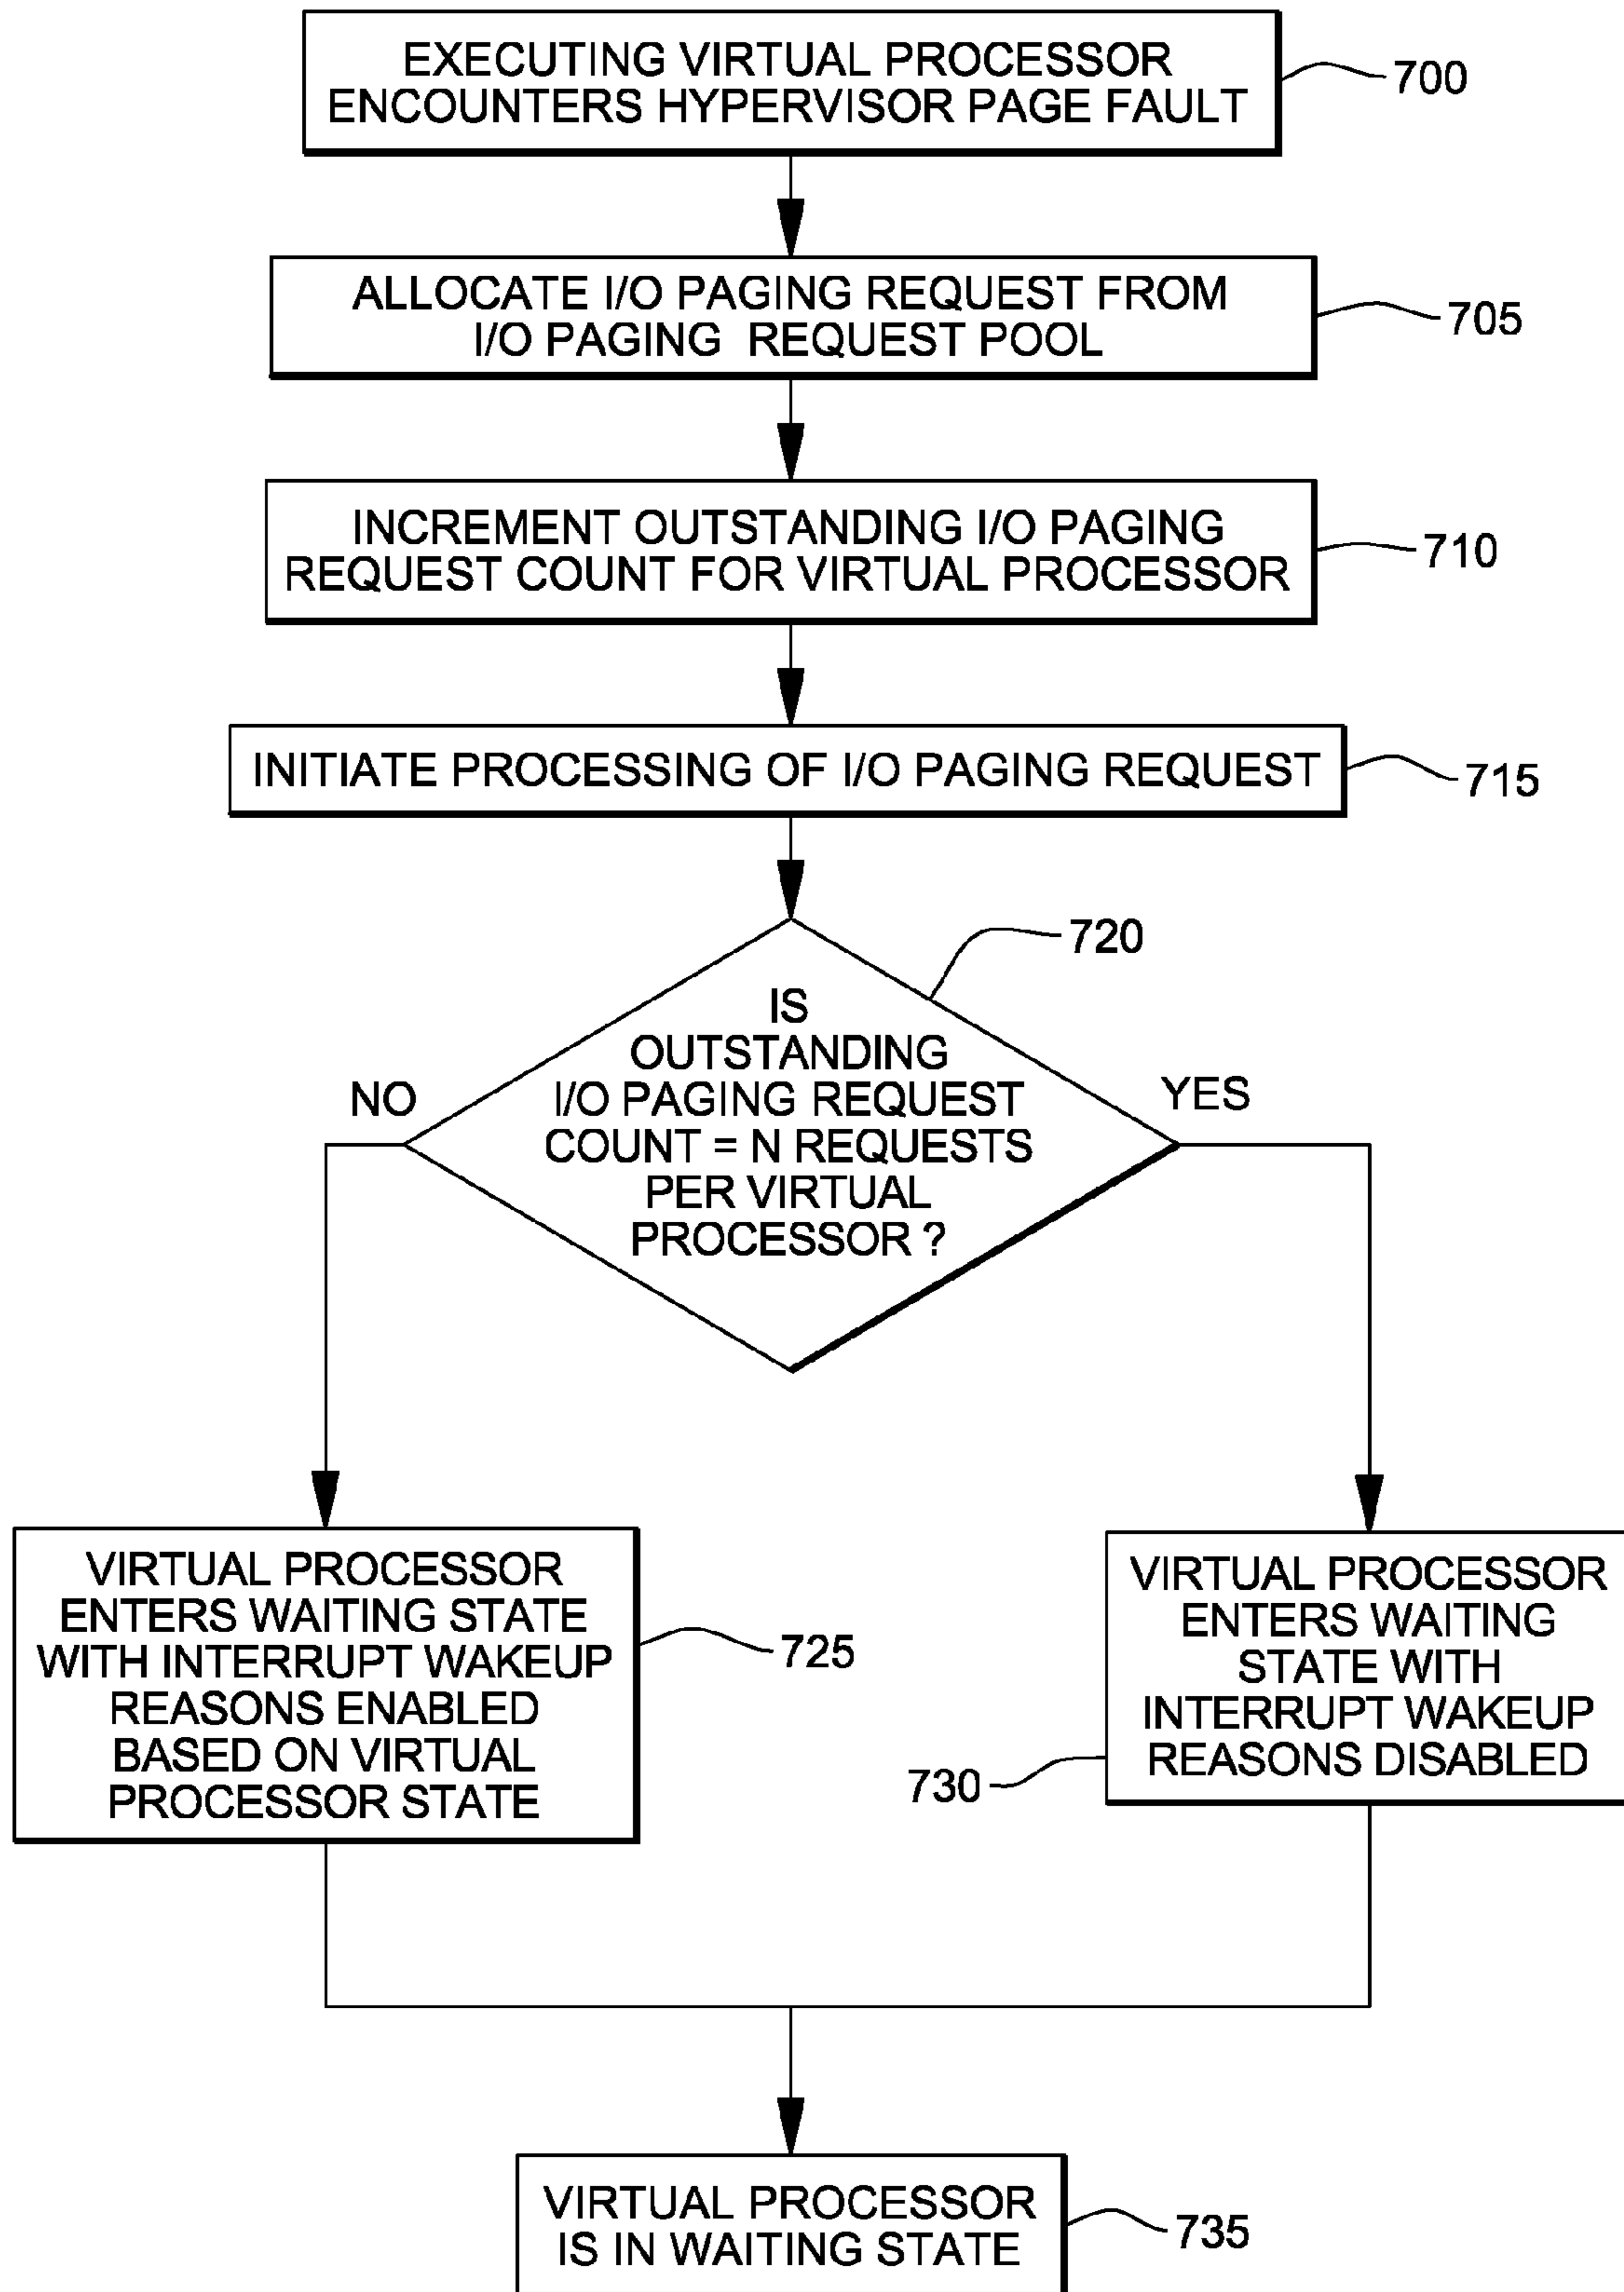 EXECUTING VIRTUAL PROCESSOR
ENCOUNTERS HYPERVISOR PAGE FAULT
700
ALLOCATE I/O PAGING REQUEST FROM
I/O PAGING REQUEST POOL
705
INCREMENT OUTSTANDING I/O PAGING
REQUEST COUNT FOR VIRTUAL PROCESSOR
710
INITIATE PROCESSING OF I/O PAGING REQUEST
715
720
IS
OUTSTANDING
I/O PAGING REQUEST
COUNT = N REQUESTS
PER VIRTUAL
PROCESSOR ?
NO
YES
VIRTUAL PROCESSOR
ENTERS WAITING STATE
WITH INTERRUPT WAKEUP
REASONS ENABLED
BASED ON VIRTUAL
PROCESSOR STATE
725
VIRTUAL PROCESSOR
ENTERS WAITING
STATE WITH
INTERRUPT WAKEUP
REASONS DISABLED
730
VIRTUAL PROCESSOR
IS IN WAITING STATE
735